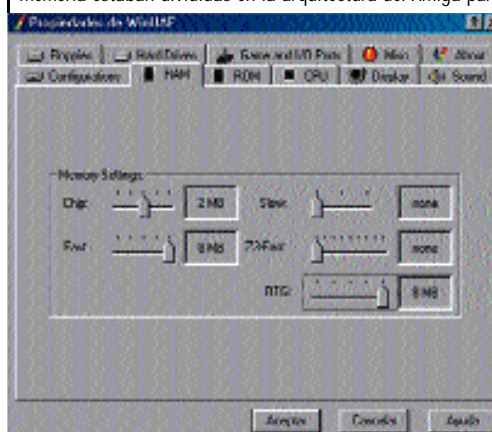 memoria estaban divididas en la arquitectura del Amiga par
Propiedades de WinUAE
Floppies Hard Drives Game and I/O Ports Misc About
Configurations RAM ROM CPU Display Sound
Memory Settings
Chip: 2 MB Slow: none
Fast: 8 MB Z3-Fast: none
RTG: 8 MB
Aceptar Cancelar Ayuda